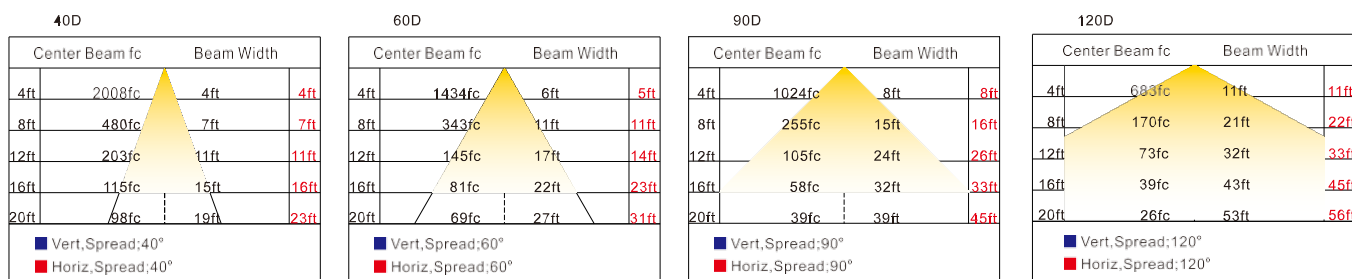 40D
Center Beam fc Beam Width
4ft 2008fc 4ft 4ft
8ft 480fc 7ft 7ft
12ft 203fc 11ft 11ft
16ft 115fc 15ft 16ft
20ft 98fc 19ft 23ft
Vert,Spread;40°
Horiz,Spread;40°
60D
Center Beam fc Beam Width
4ft 1434fc 6ft 5ft
8ft 343fc 11ft 11ft
12ft 145fc 17ft 14ft
16ft 81fc 22ft 23ft
20ft 69fc 27ft 31ft
Vert,Spread;60°
Horiz,Spread;60°
90D
Center Beam fc Beam Width
4ft 1024fc 8ft 8ft
8ft 255fc 15ft 16ft
12ft 105fc 24ft 26ft
16ft 58fc 32ft 33ft
20ft 39fc 39ft 45ft
Vert,Spread;90°
Horiz,Spread;90°
120D
Center Beam fc Beam Width
4ft 683fc 11ft 11ft
8ft 170fc 21ft 22ft
12ft 73fc 32ft 33ft
16ft 39fc 43ft 45ft
20ft 26fc 53ft 56ft
Vert,Spread;120°
Horiz,Spread;120°